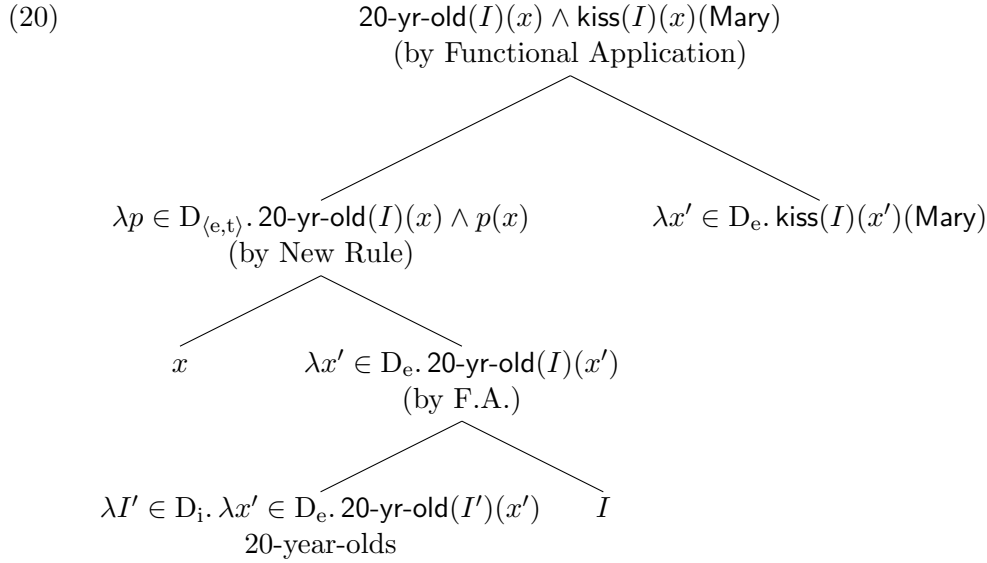 (20) 20-yr-old(I)(x) ∧ kiss(I)(x)(Mary)
(by Functional Application)
λp ∈ D⟨e,t⟩. 20-yr-old(I)(x) ∧ p(x) λx′ ∈ De. kiss(I)(x′)(Mary)
(by New Rule)
x λx′ ∈ De. 20-yr-old(I)(x′)
(by F.A.)
λI′ ∈ Di. λx′ ∈ De. 20-yr-old(I′)(x′) I
20-year-olds